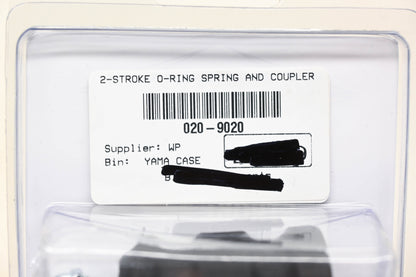 2-STROKE O-RING SPRING AND COUPLER
020-9020
Supplier: WP
Bin: YAMA CASE